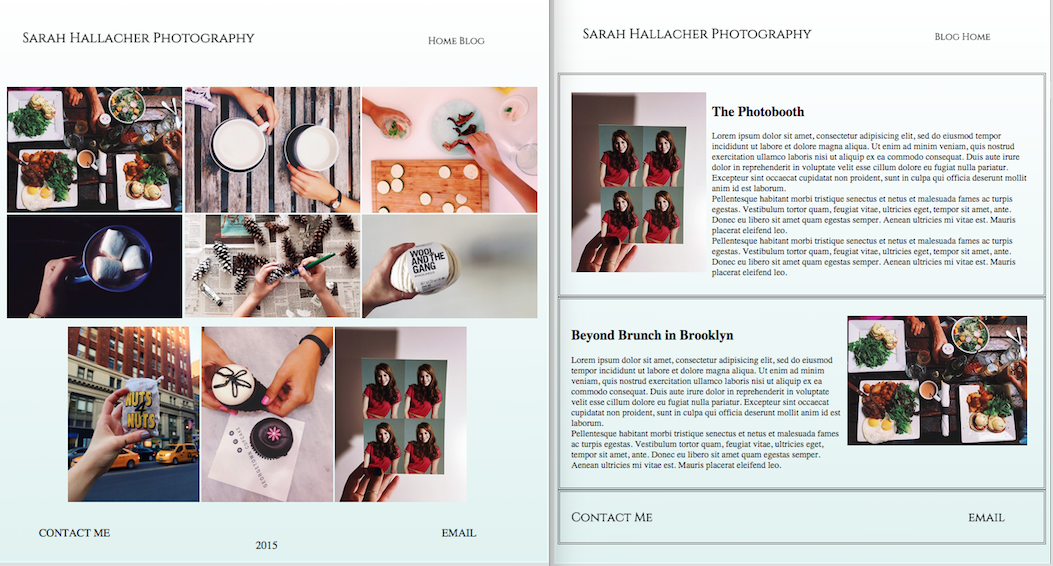 Sarah Hallacher Photography
Home Blog
WOOL
AND THE
GANG
NUTS
NUTS
GEORGETOWN
CONTACT ME
EMAIL
2015
Sarah Hallacher Photography
Blog Home
The Photobooth
Lorem ipsum dolor sit amet, consectetur adipisicing elit, sed do eiusmod tempor
incididunt ut labore et dolore magna aliqua. Ut enim ad minim veniam, quis nostrud
exercitation ullamco laboris nisi ut aliquip ex ea commodo consequat. Duis aute irure
dolor in reprehenderit in voluptate velit esse cillum dolore eu fugiat nulla pariatur.
Excepteur sint occaecat cupidatat non proident, sunt in culpa qui officia deserunt mollit
anim id est laborum.
Pellentesque habitant morbi tristique senectus et netus et malesuada fames ac turpis
egestas. Vestibulum tortor quam, feugiat vitae, ultricies eget, tempor sit amet, ante.
Donec eu libero sit amet quam egestas semper. Aenean ultricies mi vitae est. Mauris
placerat eleifend leo.
Pellentesque habitant morbi tristique senectus et netus et malesuada fames ac turpis
egestas. Vestibulum tortor quam, feugiat vitae, ultricies eget, tempor sit amet, ante.
Donec eu libero sit amet quam egestas semper. Aenean ultricies mi vitae est. Mauris
placerat eleifend leo.
Beyond Brunch in Brooklyn
Lorem ipsum dolor sit amet, consectetur adipisicing elit, sed do eiusmod
tempor incididunt ut labore et dolore magna aliqua. Ut enim ad minim
veniam, quis nostrud exercitation ullamco laboris nisi ut aliquip ex ea
commodo consequat. Duis aute irure dolor in reprehenderit in voluptate
velit esse cillum dolore eu fugiat nulla pariatur. Excepteur sint occaecat
cupidatat non proident, sunt in culpa qui officia deserunt mollit anim id est
laborum.
Pellentesque habitant morbi tristique senectus et netus et malesuada fames
ac turpis egestas. Vestibulum tortor quam, feugiat vitae, ultricies eget,
tempor sit amet, ante. Donec eu libero sit amet quam egestas semper.
Aenean ultricies mi vitae est. Mauris placerat eleifend leo.
Contact Me
email